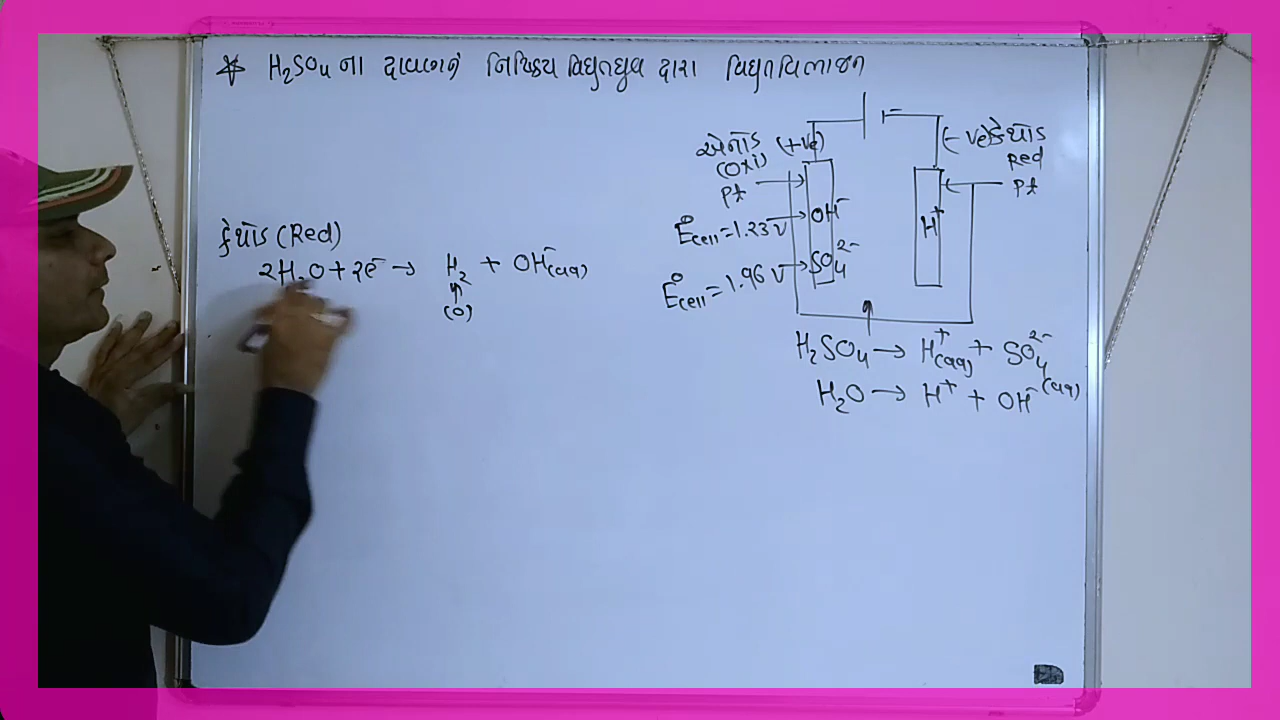 H₂SO₄ ના દ્રાવણનું નિષ્ક્રિય વિદ્યુતધ્રુવ દ્વારા વિદ્યુતવિભાજન
એનોડ (+ve)
(Oxi)
Pt
(-ve) કેથોડ
Red
Pt
OH⁻
E°cell = 1.23 V
SO₄²⁻
E°cell = 1.96 V
H⁺
H₂SO₄ → H⁺(aq) + SO₄²⁻(aq)
H₂O → H⁺ + OH⁻
કેથોડ (Red)
2H₂O + 2e⁻ → H₂ + OH⁻(aq)
(0)